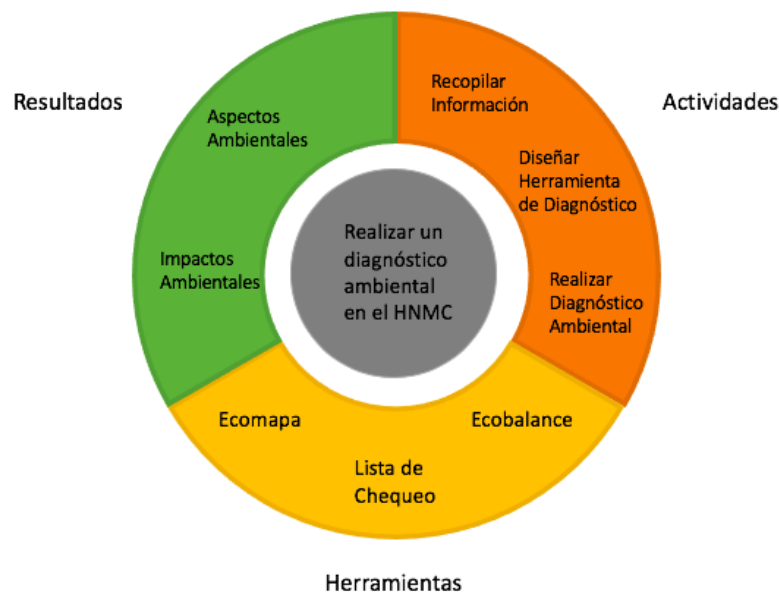 Resultados
Actividades
Recopilar
Información
Aspectos
Ambientales
Diseñar
Herramienta
de Diagnóstico
Realizar un
diagnóstico
ambiental
en el HNMC
Impactos
Ambientales
Realizar
Diagnóstico
Ambiental
Ecomapa
Ecobalance
Lista de
Chequeo
Herramientas